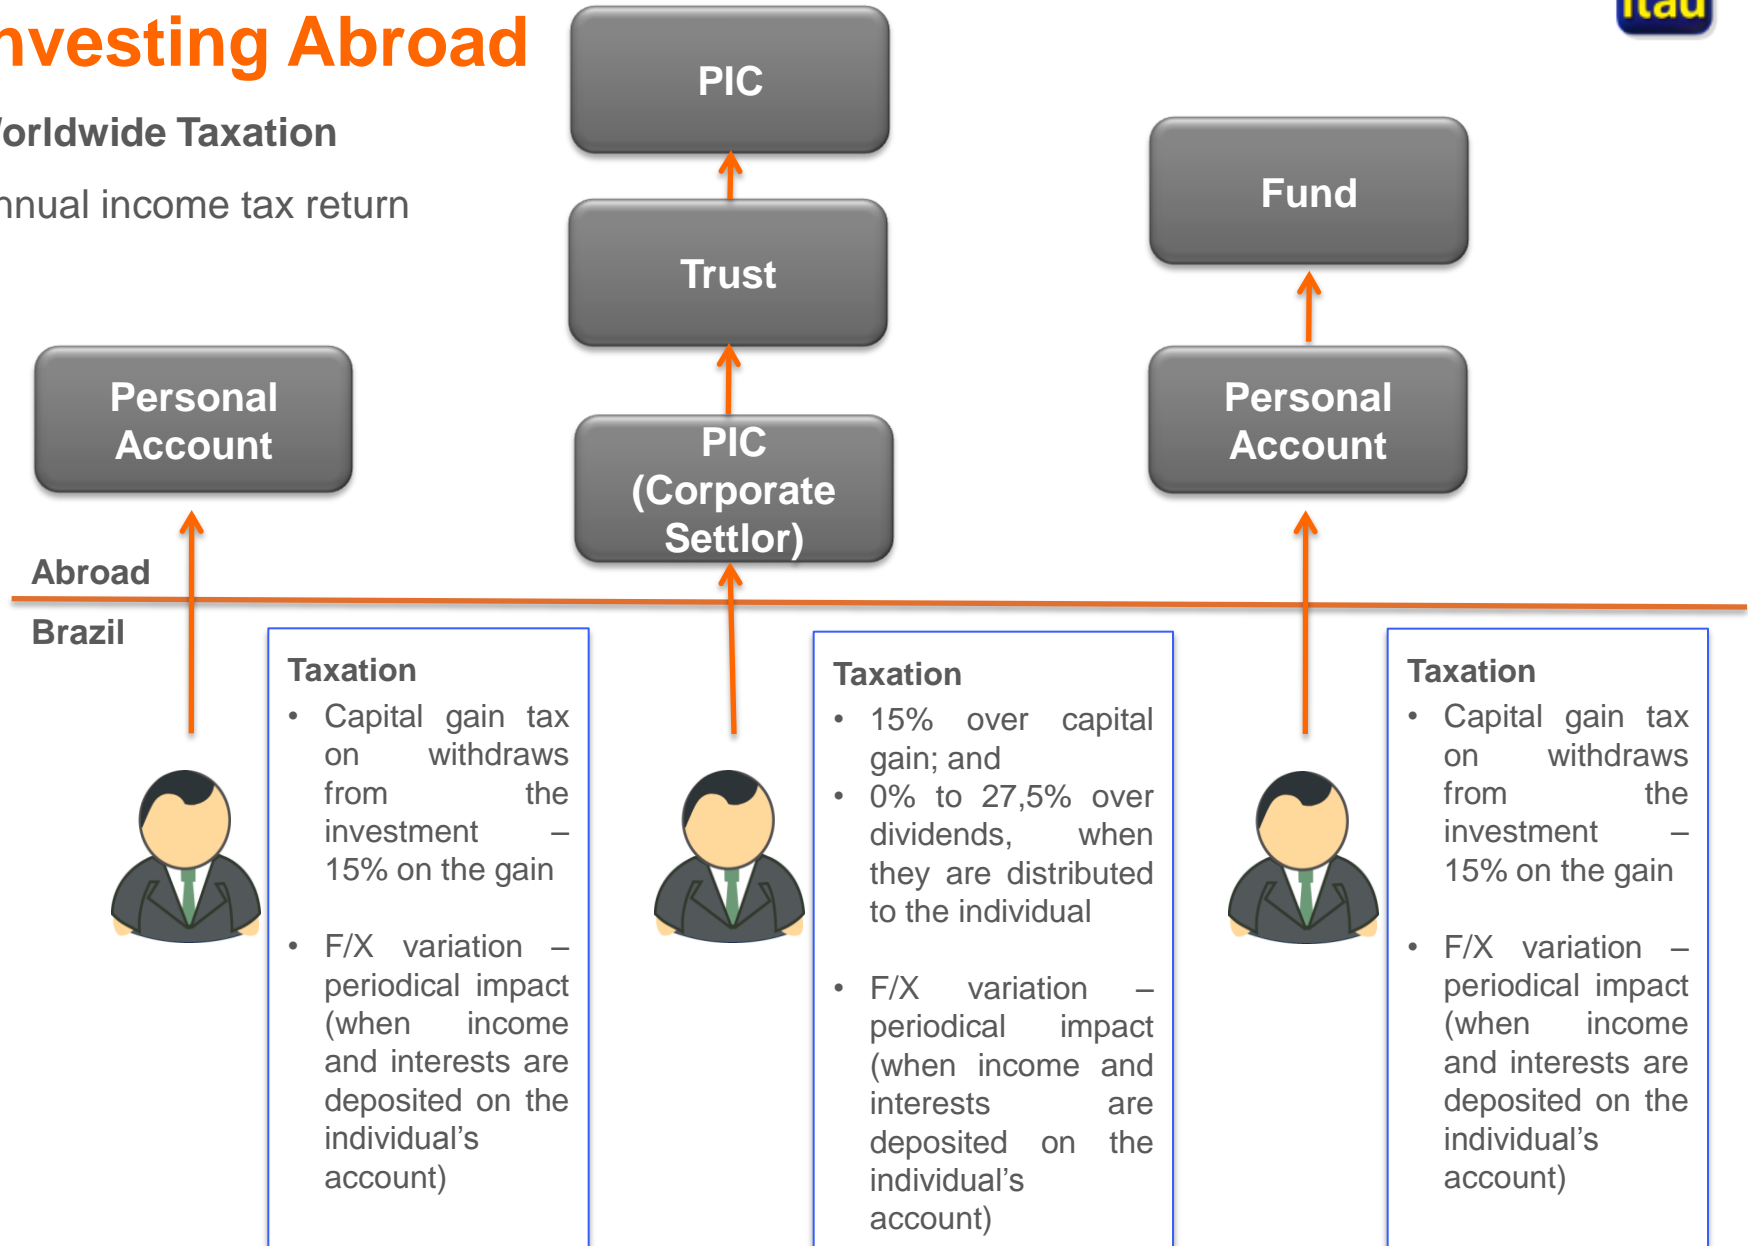 nvesting Abroad
itaú
orldwide Taxation
nnual income tax return
PIC
Trust
PIC
(Corporate
Settlor)
Fund
Personal
Account
Personal
Account
Abroad
Brazil
Taxation
• Capital gain tax
on withdraws
from the
investment –
15% on the gain
• F/X variation –
periodical impact
(when income
and interests are
deposited on the
individual's
account)
Taxation
• 15% over capital
gain; and
• 0% to 27,5% over
dividends, when
they are distributed
to the individual
• F/X variation –
periodical impact
(when income and
interests are
deposited on the
individual's
account)
Taxation
• Capital gain tax
on withdraws
from the
investment –
15% on the gain
• F/X variation –
periodical impact
(when income
and interests are
deposited on the
individual's
account)